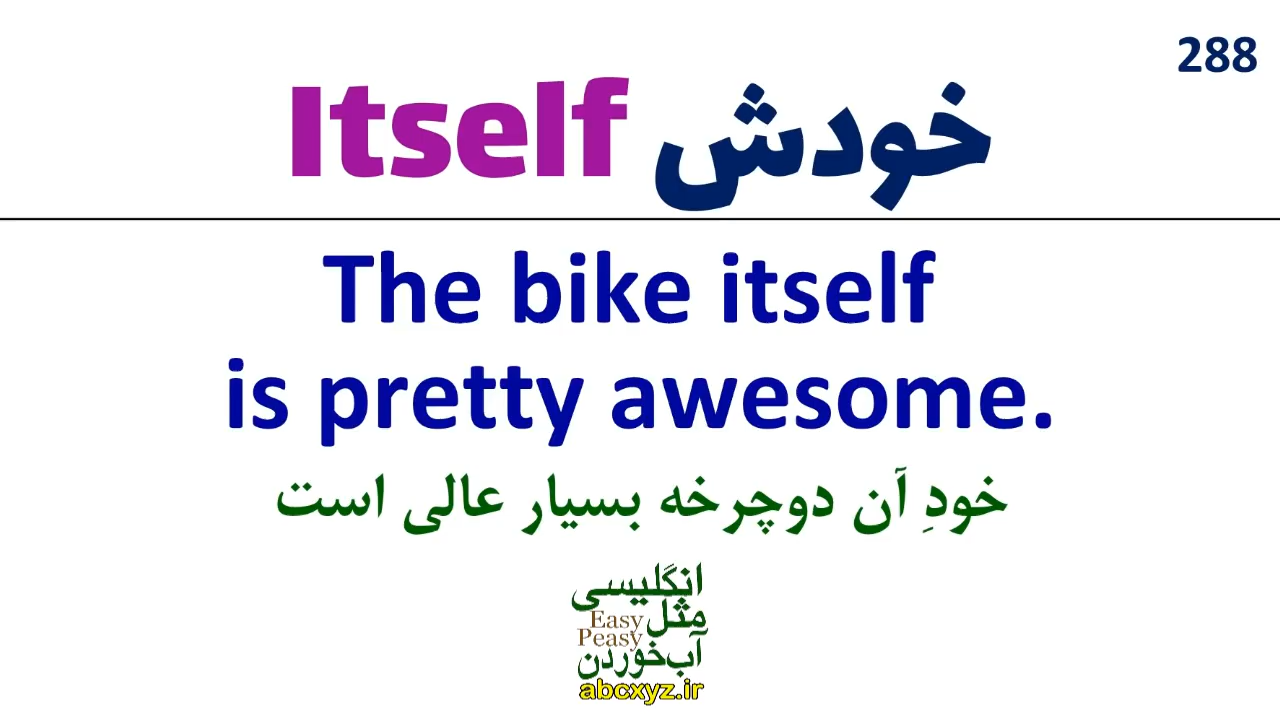 288
Itself خودش
The bike itself
is pretty awesome.
خودِ آن دوچرخه بسیار عالی است
انگلیسی
مثل Easy
Peasy
آب‌خوردن
abcxyz.ir